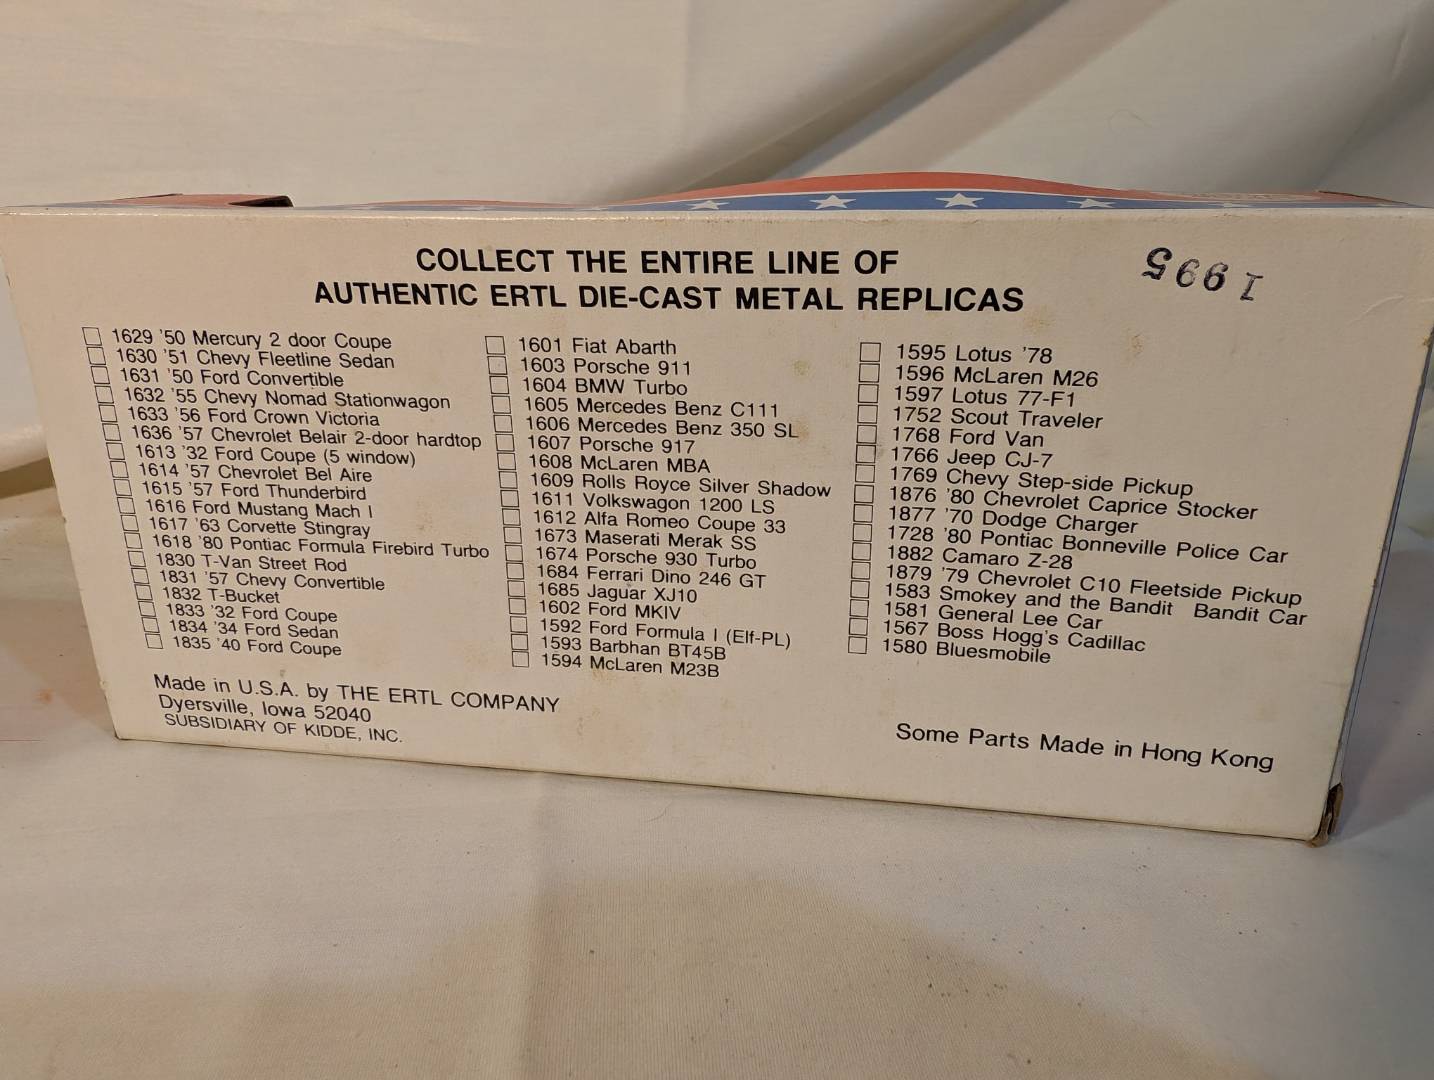 COLLECT THE ENTIRE LINE OF
AUTHENTIC ERTL DIE-CAST METAL REPLICAS
1995
1629 '50 Mercury 2 door Coupe
1630 '51 Chevy Fleetline Sedan
1631 '50 Ford Convertible
1632 '55 Chevy Nomad Stationwagon
1633 '56 Ford Crown Victoria
1636 '57 Chevrolet Belair 2-door hardtop
1613 '32 Ford Coupe (5 window)
1614 '57 Chevrolet Bel Aire
1615 '57 Ford Thunderbird
1616 Ford Mustang Mach I
1617 '63 Corvette Stingray
1618 '80 Pontiac Formula Firebird Turbo
1830 T-Van Street Rod
1831 '57 Chevy Convertible
1832 T-Bucket
1833 '32 Ford Coupe
1834 '34 Ford Sedan
1835 '40 Ford Coupe
1601 Fiat Abarth
1603 Porsche 911
1604 BMW Turbo
1605 Mercedes Benz C111
1606 Mercedes Benz 350 SL
1607 Porsche 917
1608 McLaren MBA
1609 Rolls Royce Silver Shadow
1611 Volkswagon 1200 LS
1612 Alfa Romeo Coupe 33
1673 Maserati Merak SS
1674 Porsche 930 Turbo
1684 Ferrari Dino 246 GT
1685 Jaguar XJ10
1602 Ford MKIV
1592 Ford Formula I (Elf-PL)
1593 Barbhan BT45B
1594 McLaren M23B
1595 Lotus '78
1596 McLaren M26
1597 Lotus 77-F1
1752 Scout Traveler
1768 Ford Van
1766 Jeep CJ-7
1769 Chevy Step-side Pickup
1876 '80 Chevrolet Caprice Stocker
1877 '70 Dodge Charger
1728 '80 Pontiac Bonneville Police Car
1882 Camaro Z-28
1879 '79 Chevrolet C10 Fleetside Pickup
1583 Smokey and the Bandit Bandit Car
1581 General Lee Car
1567 Boss Hogg's Cadillac
1580 Bluesmobile
Made in U.S.A. by THE ERTL COMPANY
Dyersville, Iowa 52040
SUBSIDIARY OF KIDDE, INC.
Some Parts Made in Hong Kong